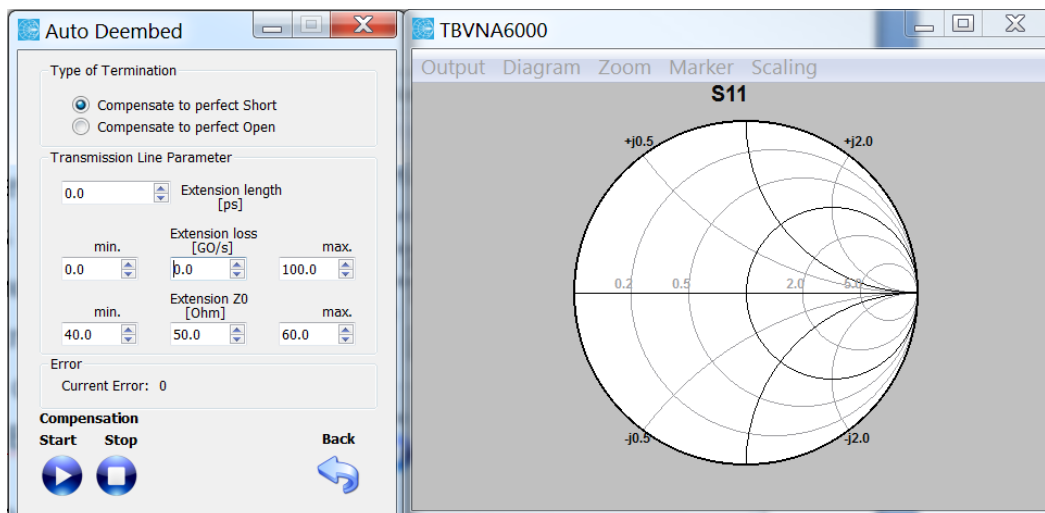 Auto Deembed
Type of Termination
Compensate to perfect Short
Compensate to perfect Open
Transmission Line Parameter
0.0 Extension length
[ps]
Extension loss
min. [GO/s] max.
0.0 0.0 100.0
Extension Z0
min. [Ohm] max.
40.0 50.0 60.0
Error
Current Error: 0
Compensation
Start Stop Back
TBVNA6000
Output Diagram Zoom Marker Scaling
S11
+j0.5 +j2.0
0.2 0.5 2.0 5.0
-j0.5 -j2.0